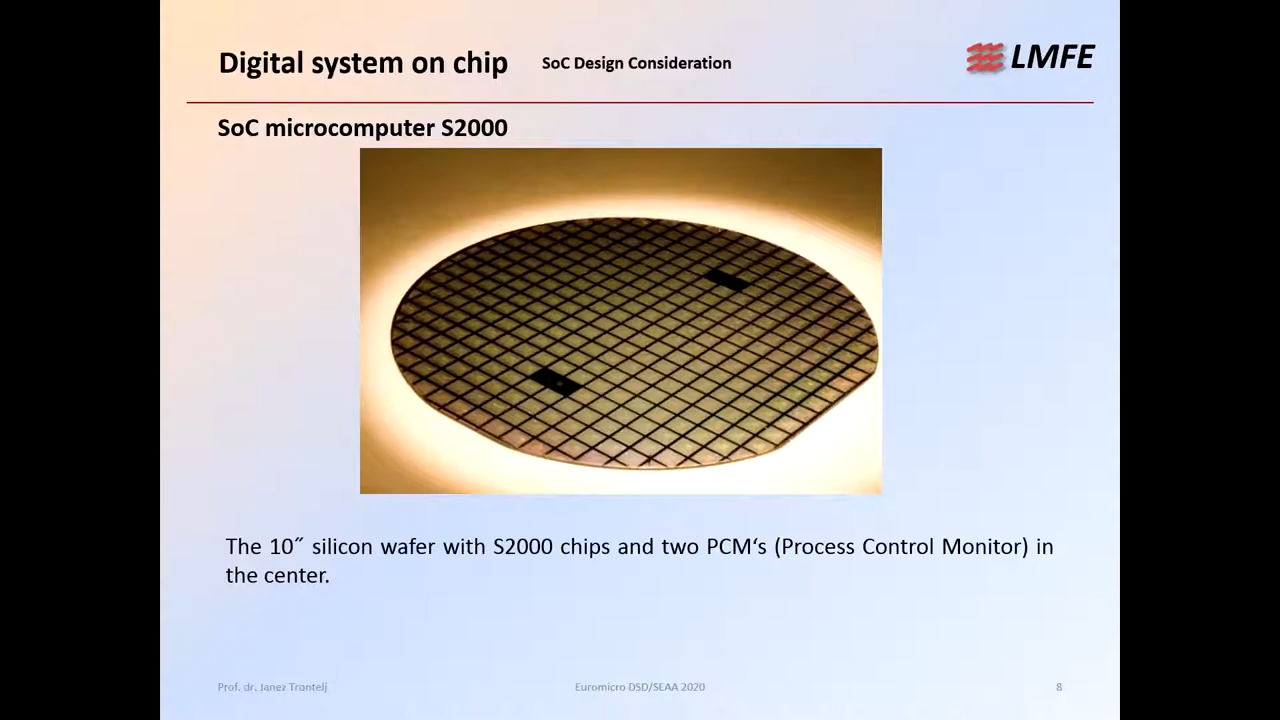 Digital system on chip SoC Design Consideration LMFE
SoC microcomputer S2000
The 10˝ silicon wafer with S2000 chips and two PCM‘s (Process Control Monitor) in
the center.
Prof. dr. Janez Trontelj Euromicro DSD/SEAA 2020 8